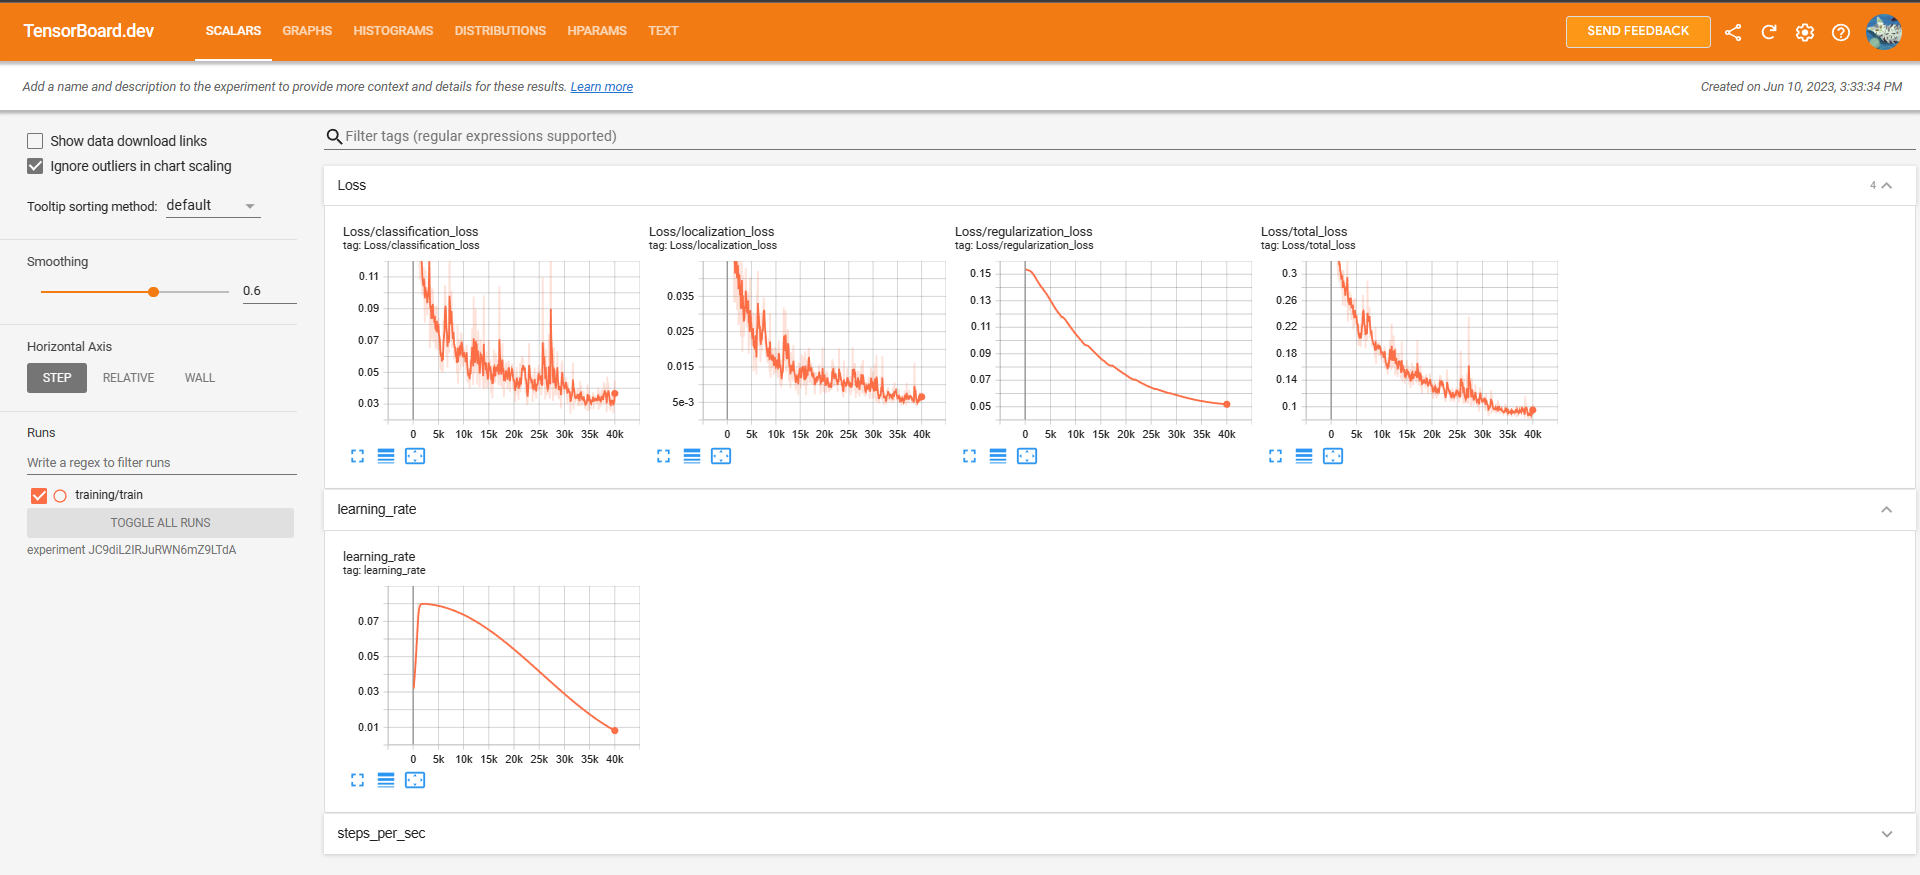 TensorBoard.dev SCALARS GRAPHS HISTOGRAMS DISTRIBUTIONS HPARAMS TEXT SEND FEEDBACK
Add a name and description to the experiment to provide more context and details for these results. Learn more Created on Jun 10, 2023, 3:33:34 PM
Show data download links
Ignore outliers in chart scaling
Tooltip sorting method: default
Smoothing
0.6
Horizontal Axis
STEP RELATIVE WALL
Runs
Write a regex to filter runs
training/train
TOGGLE ALL RUNS
experiment JC9diL2IRJuRWN6mZ9LTdA
Filter tags (regular expressions supported)
Loss 4
Loss/classification_loss
tag: Loss/classification_loss
0.11
0.09
0.07
0.05
0.03
0 5k 10k 15k 20k 25k 30k 35k 40k
Loss/localization_loss
tag: Loss/localization_loss
0.035
0.025
0.015
5e-3
0 5k 10k 15k 20k 25k 30k 35k 40k
Loss/regularization_loss
tag: Loss/regularization_loss
0.15
0.13
0.11
0.09
0.07
0.05
0 5k 10k 15k 20k 25k 30k 35k 40k
Loss/total_loss
tag: Loss/total_loss
0.3
0.26
0.22
0.18
0.14
0.1
0 5k 10k 15k 20k 25k 30k 35k 40k
learning_rate
learning_rate
tag: learning_rate
0.07
0.05
0.03
0.01
0 5k 10k 15k 20k 25k 30k 35k 40k
steps_per_sec